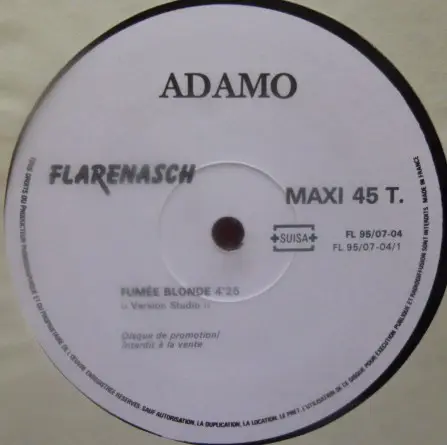 ADAMO
FLARENASCH
MAXI 45 T.
SUISA
FL 95/07-04
FL 95/07-04/1
FUMÉE BLONDE 4'25
« Version Studio »
Disque de promotion/
Interdit à la vente
TOUS DROITS DU PRODUCTEUR PHONOGRAPHIQUE ET DU PROPRIÉTAIRE DE L'ŒUVRE ENREGISTRÉE RÉSERVÉS. SAUF AUTORISATION, LA DUPLICATION, LA LOCATION, LE PRÊT, L'UTILISATION DE CE DISQUE POUR EXÉCUTION PUBLIQUE ET RADIODIFFUSION SONT INTERDITS. MADE IN FRANCE